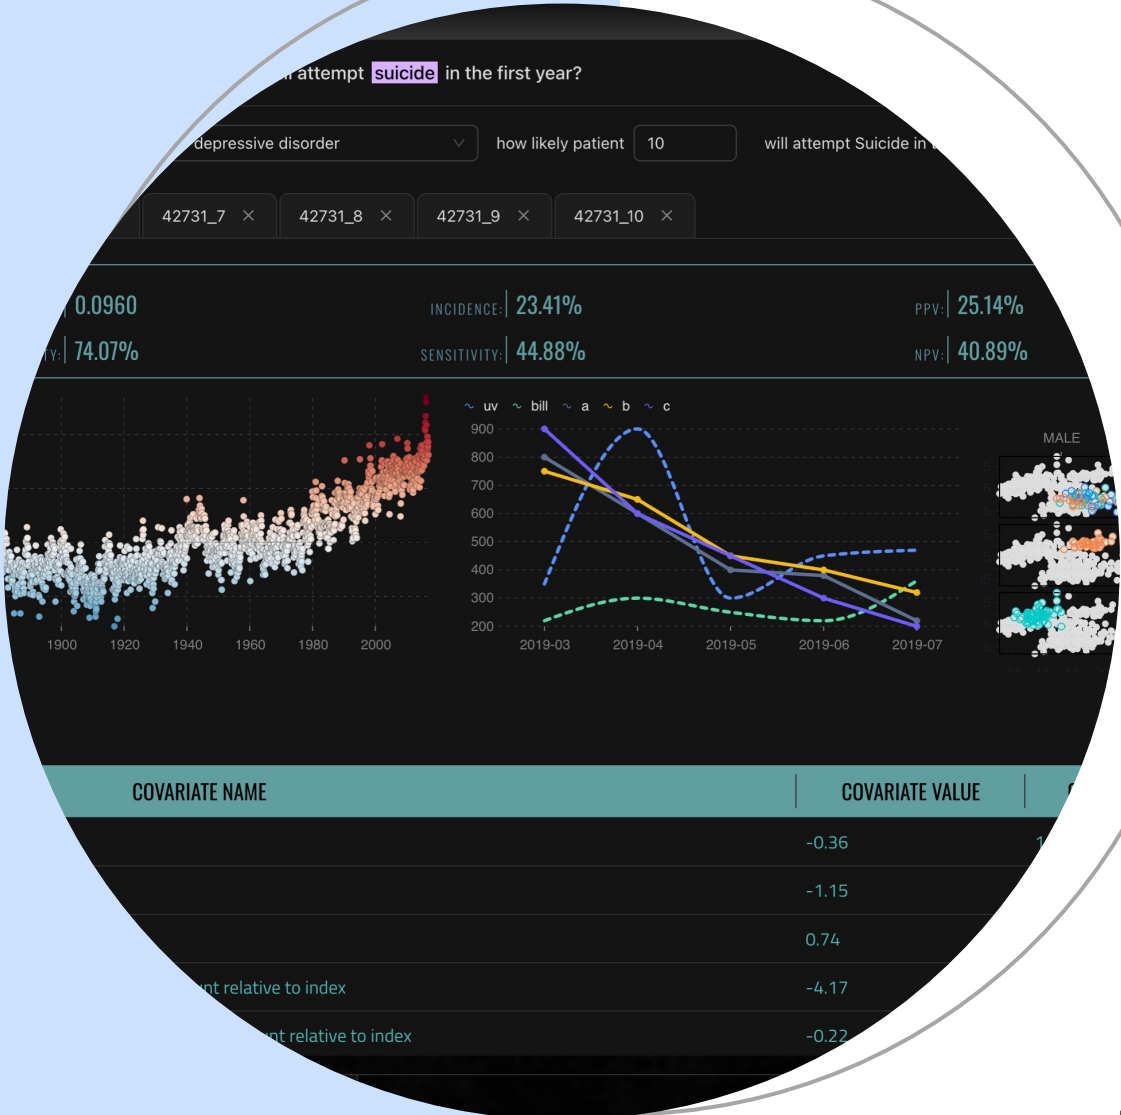 attempt suicide in the first year?
depressive disorder how likely patient 10 will attempt Suicide in
42731_7 × 42731_8 × 42731_9 × 42731_10 ×
0.0960 INCIDENCE: 23.41% PPV: 25.14%
TY: 74.07% SENSITIVITY: 44.88% NPV: 40.89%
uv bill a b c
900
800
700
600
500
400
300
200
2019-03 2019-04 2019-05 2019-06 2019-07
1900 1920 1940 1960 1980 2000
MALE
COVARIATE NAME COVARIATE VALUE
-0.36
-1.15
0.74
relative to index -4.17
relative to index -0.22